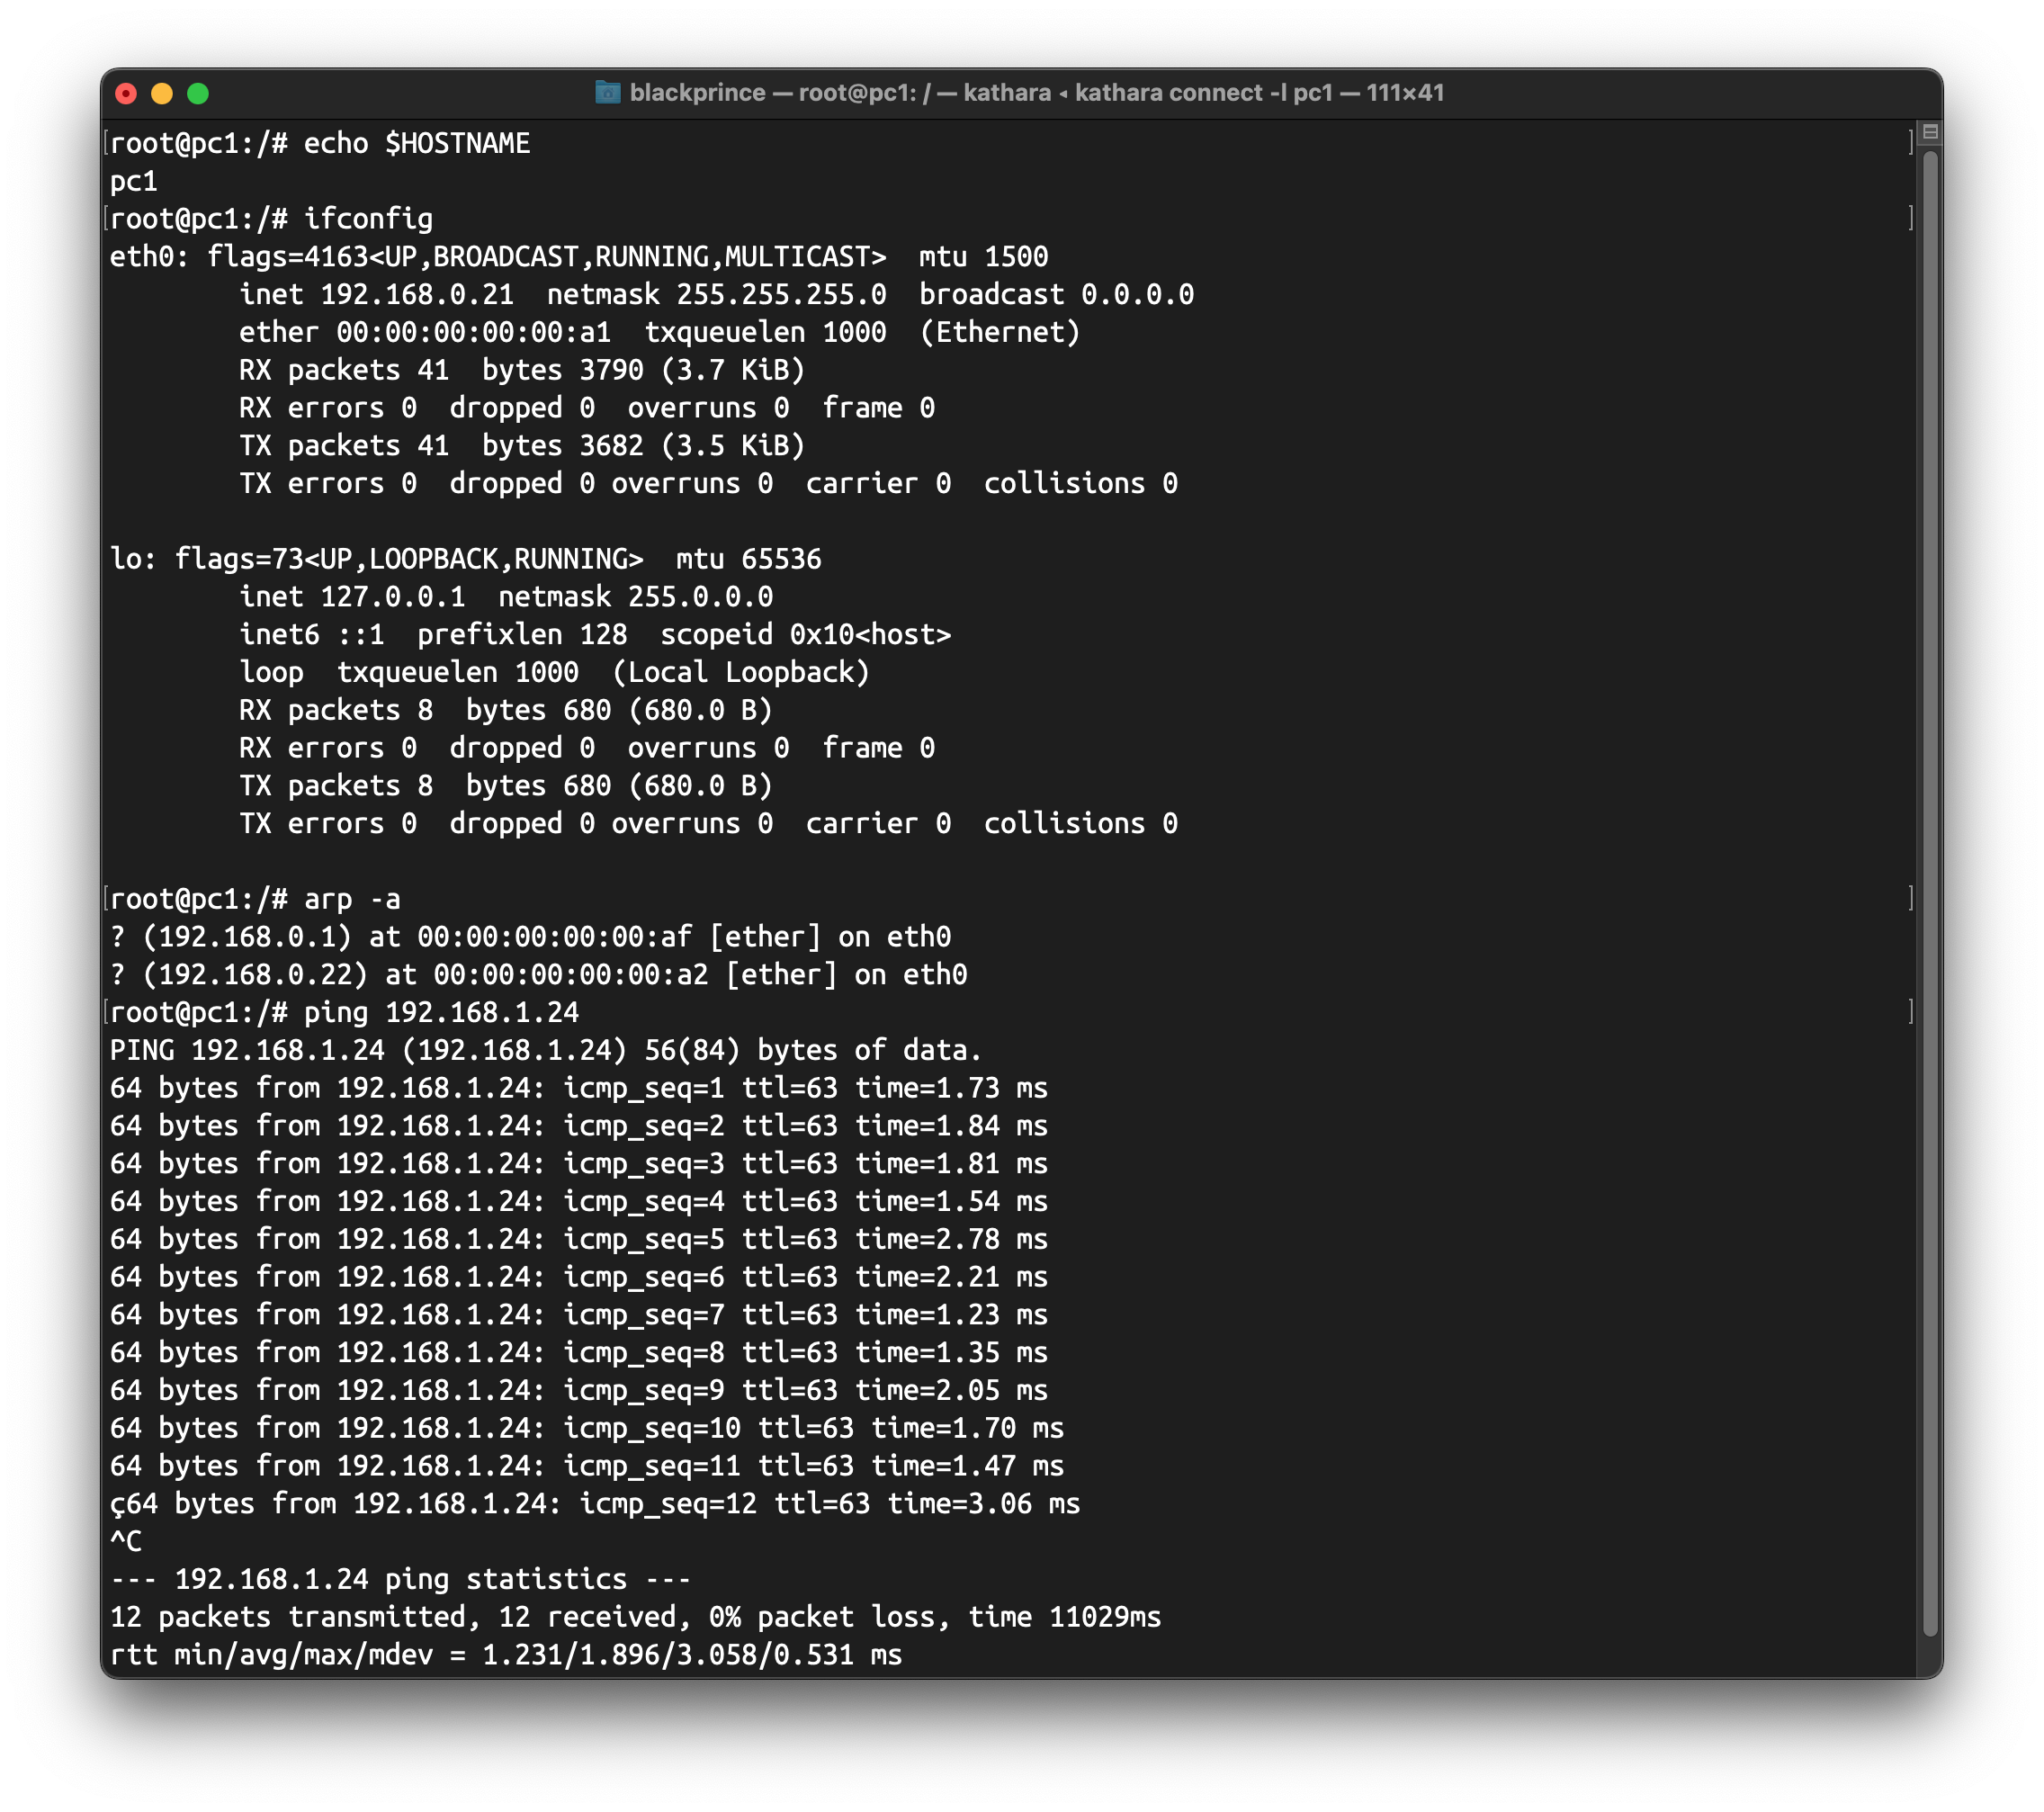 blackprince — root@pc1: / — kathara ◂ kathara connect -l pc1 — 111×41
[root@pc1:/# echo $HOSTNAME ]
pc1
[root@pc1:/# ifconfig ]
eth0: flags=4163<UP,BROADCAST,RUNNING,MULTICAST>  mtu 1500
        inet 192.168.0.21  netmask 255.255.255.0  broadcast 0.0.0.0
        ether 00:00:00:00:00:a1  txqueuelen 1000  (Ethernet)
        RX packets 41  bytes 3790 (3.7 KiB)
        RX errors 0  dropped 0  overruns 0  frame 0
        TX packets 41  bytes 3682 (3.5 KiB)
        TX errors 0  dropped 0 overruns 0  carrier 0  collisions 0

lo: flags=73<UP,LOOPBACK,RUNNING>  mtu 65536
        inet 127.0.0.1  netmask 255.0.0.0
        inet6 ::1  prefixlen 128  scopeid 0x10<host>
        loop  txqueuelen 1000  (Local Loopback)
        RX packets 8  bytes 680 (680.0 B)
        RX errors 0  dropped 0  overruns 0  frame 0
        TX packets 8  bytes 680 (680.0 B)
        TX errors 0  dropped 0 overruns 0  carrier 0  collisions 0

[root@pc1:/# arp -a ]
? (192.168.0.1) at 00:00:00:00:00:af [ether] on eth0
? (192.168.0.22) at 00:00:00:00:00:a2 [ether] on eth0
[root@pc1:/# ping 192.168.1.24 ]
PING 192.168.1.24 (192.168.1.24) 56(84) bytes of data.
64 bytes from 192.168.1.24: icmp_seq=1 ttl=63 time=1.73 ms
64 bytes from 192.168.1.24: icmp_seq=2 ttl=63 time=1.84 ms
64 bytes from 192.168.1.24: icmp_seq=3 ttl=63 time=1.81 ms
64 bytes from 192.168.1.24: icmp_seq=4 ttl=63 time=1.54 ms
64 bytes from 192.168.1.24: icmp_seq=5 ttl=63 time=2.78 ms
64 bytes from 192.168.1.24: icmp_seq=6 ttl=63 time=2.21 ms
64 bytes from 192.168.1.24: icmp_seq=7 ttl=63 time=1.23 ms
64 bytes from 192.168.1.24: icmp_seq=8 ttl=63 time=1.35 ms
64 bytes from 192.168.1.24: icmp_seq=9 ttl=63 time=2.05 ms
64 bytes from 192.168.1.24: icmp_seq=10 ttl=63 time=1.70 ms
64 bytes from 192.168.1.24: icmp_seq=11 ttl=63 time=1.47 ms
ç64 bytes from 192.168.1.24: icmp_seq=12 ttl=63 time=3.06 ms
^C
--- 192.168.1.24 ping statistics ---
12 packets transmitted, 12 received, 0% packet loss, time 11029ms
rtt min/avg/max/mdev = 1.231/1.896/3.058/0.531 ms